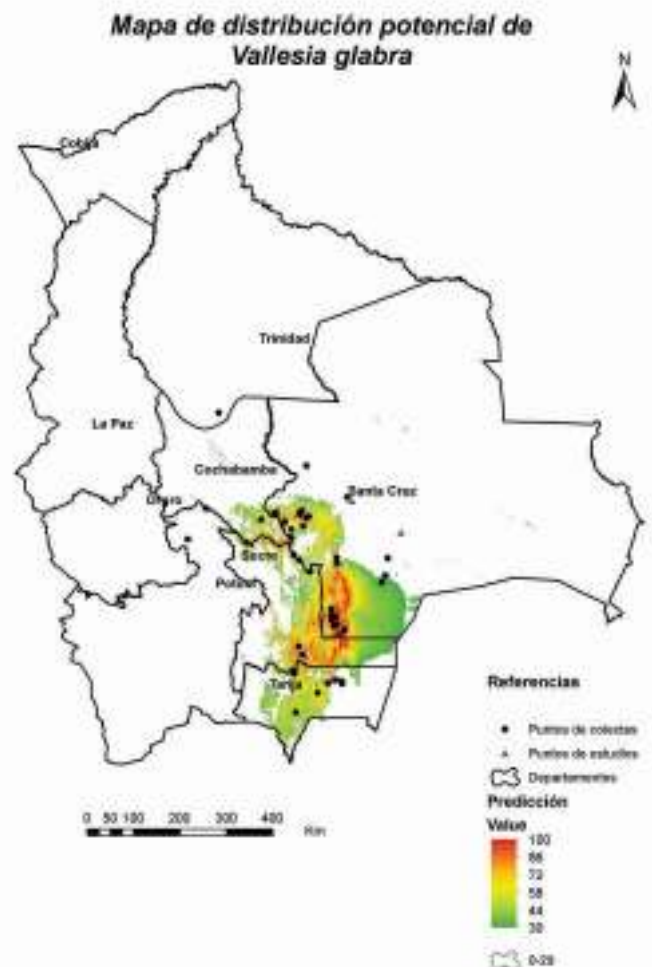 Mapa de distribución potencial de
Vallesia glabra
N
Cobija
Trinidad
La Paz
Cochabamba
Santa Cruz
Oruro
Sucre
Potosí
Tarija
Referencias
Puntos de colectas
Puntos de estudios
Departamentos
Predicción
Value
100
86
72
58
44
30
0-29
0 50 100 200 300 400
Km